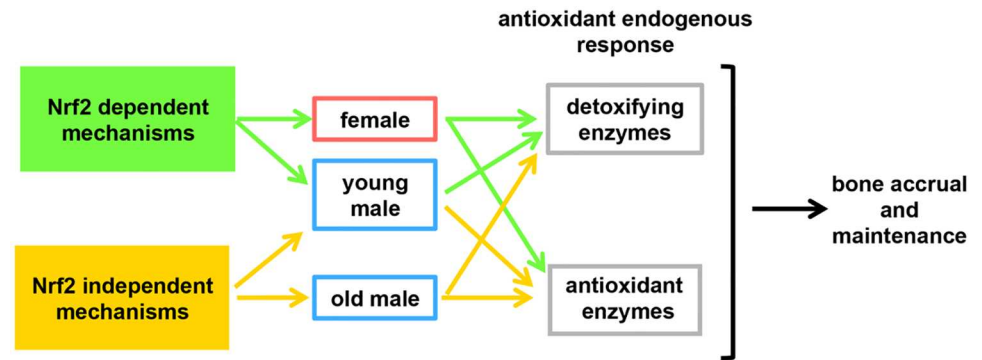 antioxidant endogenous
response
Nrf2 dependent
mechanisms
female
detoxifying
enzymes
young
male
bone accrual
and
maintenance
Nrf2 independent
mechanisms
old male
antioxidant
enzymes